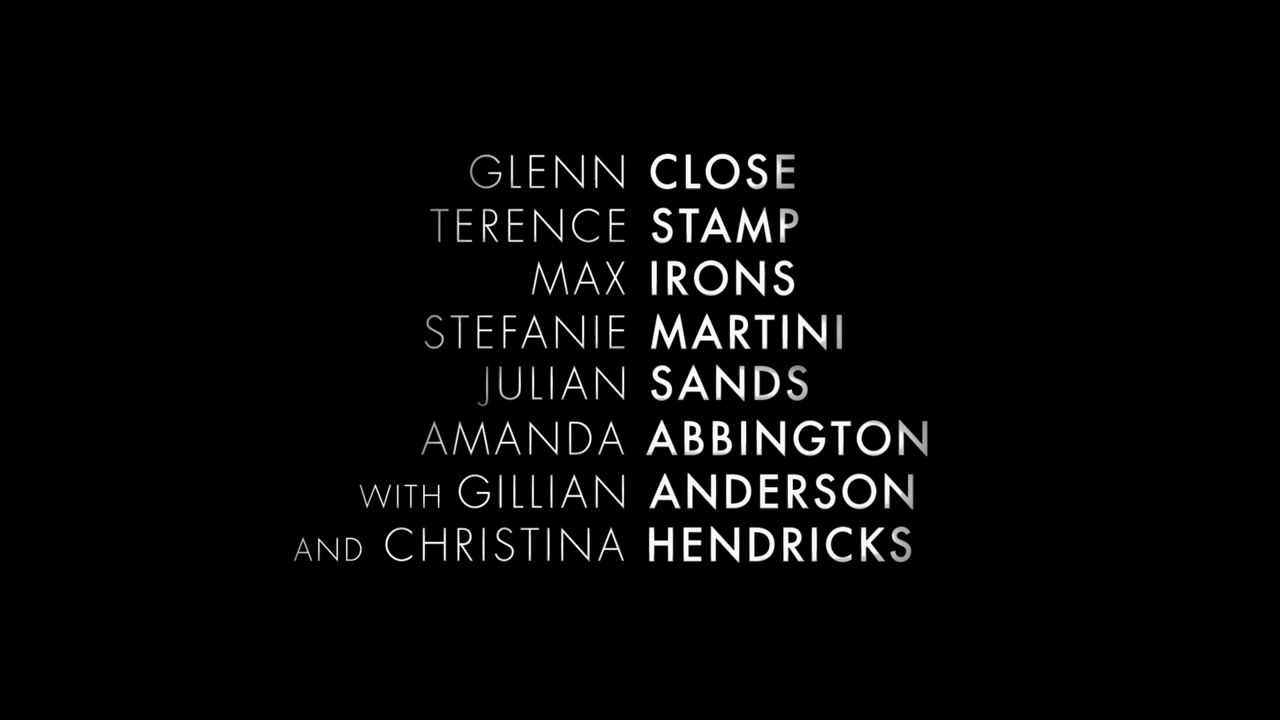 GLENN CLOSE
TERENCE STAMP
MAX IRONS
STEFANIE MARTINI
JULIAN SANDS
AMANDA ABBINGTON
WITH GILLIAN ANDERSON
AND CHRISTINA HENDRICKS